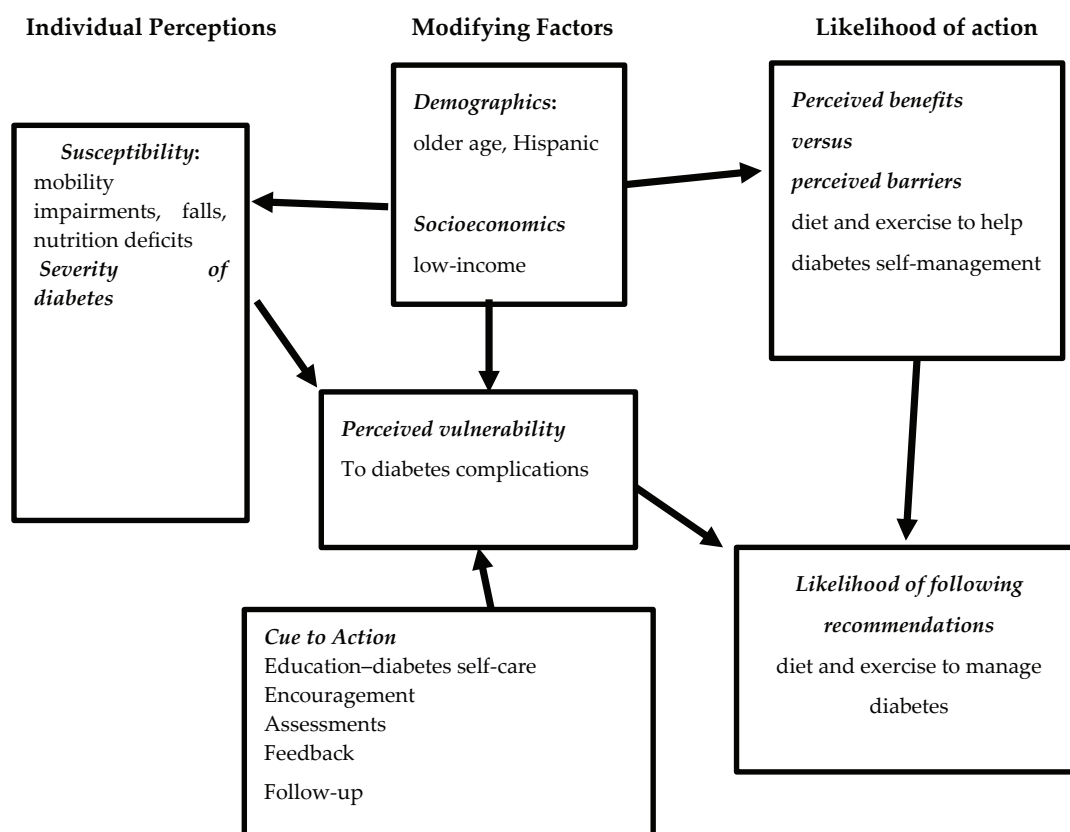 Individual Perceptions
Modifying Factors
Likelihood of action
Susceptibility:
mobility
impairments, falls,
nutrition deficits
Severity of
diabetes
Demographics:
older age, Hispanic
Socioeconomics
low-income
Perceived benefits
versus
perceived barriers
diet and exercise to help
diabetes self-management
Perceived vulnerability
To diabetes complications
Cue to Action
Education–diabetes self-care
Encouragement
Assessments
Feedback
Follow-up
Likelihood of following
recommendations
diet and exercise to manage
diabetes